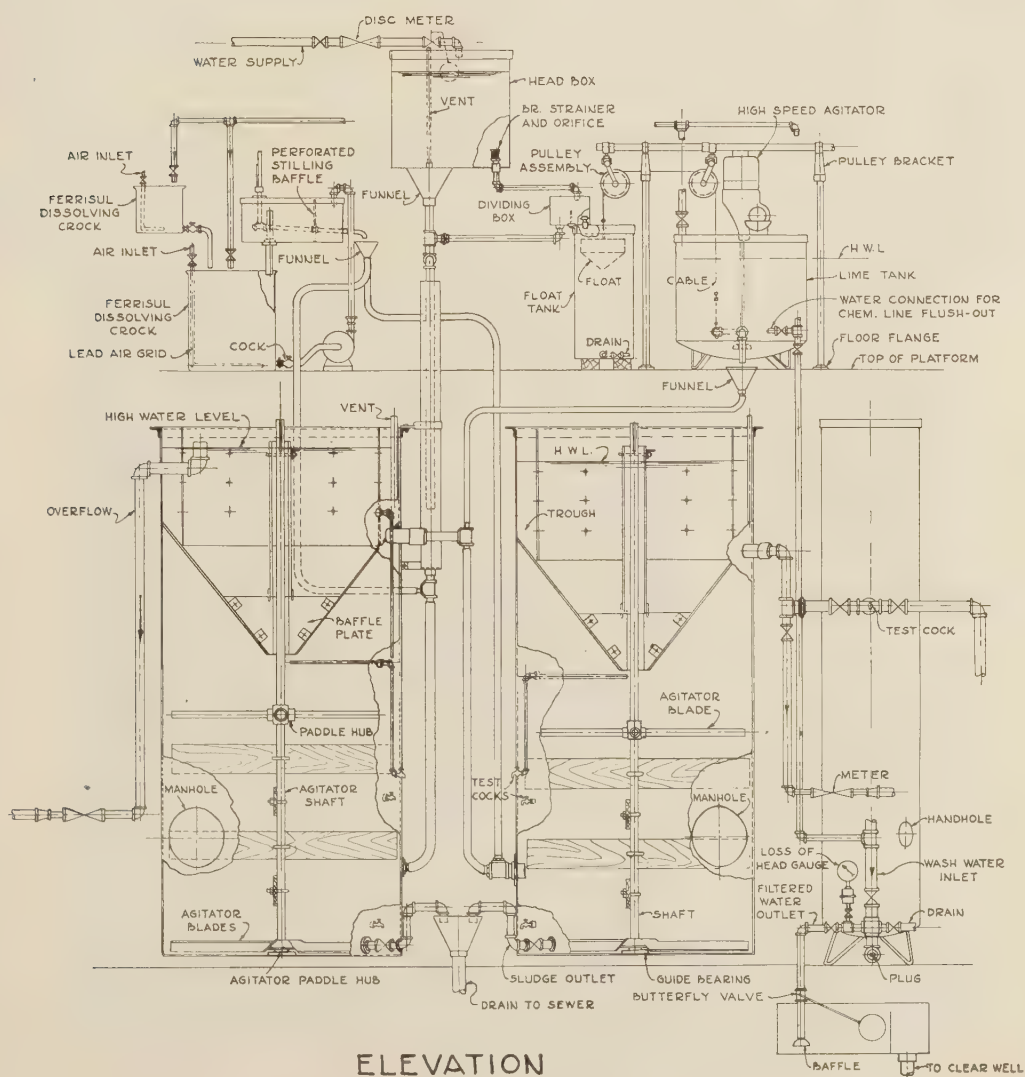 DISC METER
WATER SUPPLY
HEAD BOX
VENT
BR. STRAINER
AND ORIFICE
HIGH SPEED AGITATOR
AIR INLET
PERFORATED
STILLING
BAFFLE
PULLEY
ASSEMBLY
PULLEY BRACKET
FERRISUL
DISSOLVING
CROCK
FUNNEL
DIVIDING
BOX
AIR INLET
FUNNEL
H W L
FLOAT
CABLE
LIME TANK
FERRISUL
DISSOLVING
CROCK
FLOAT
TANK
WATER CONNECTION FOR
CHEM. LINE FLUSH-OUT
LEAD AIR GRID
COCK
DRAIN
FLOOR FLANGE
TOP OF PLATFORM
FUNNEL
HIGH WATER LEVEL
VENT
H.W.L.
OVERFLOW
TROUGH
BAFFLE
PLATE
TEST COCK
AGITATOR
BLADE
PADDLE HUB
TEST
COCKS
METER
MANHOLE
AGITATOR
SHAFT
MANHOLE
HANDHOLE
LOSS OF
HEAD GAUGE
WASH WATER
INLET
FILTERED
WATER
OUTLET
DRAIN
AGITATOR
BLADES
SHAFT
AGITATOR PADDLE HUB
SLUDGE OUTLET
GUIDE BEARING
PLUG
DRAIN TO SEWER
BUTTERFLY VALVE
BAFFLE
TO CLEAR WELL
ELEVATION